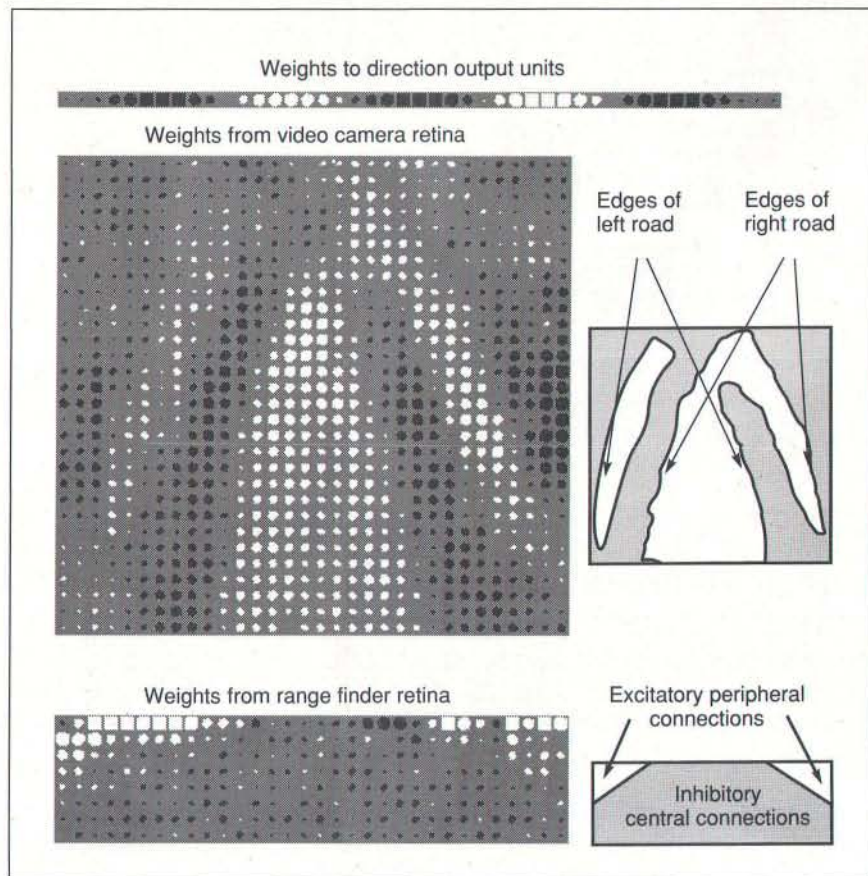 Weights to direction output units
Weights from video camera retina
Edges of
left road
Edges of
right road
Weights from range finder retina
Excitatory peripheral
connections
Inhibitory
central connections